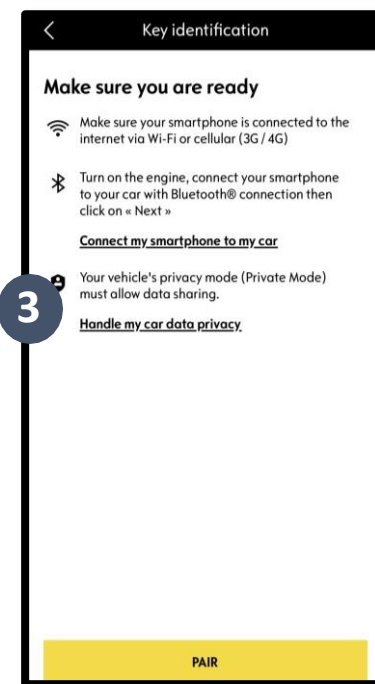 Key identification
Make sure you are ready
Make sure your smartphone is connected to the
internet via Wi-Fi or cellular (3G / 4G)
Turn on the engine, connect your smartphone
to your car with Bluetooth® connection then
click on « Next »
Connect my smartphone to my car
Your vehicle's privacy mode (Private Mode)
must allow data sharing.
3
Handle my car data privacy
PAIR